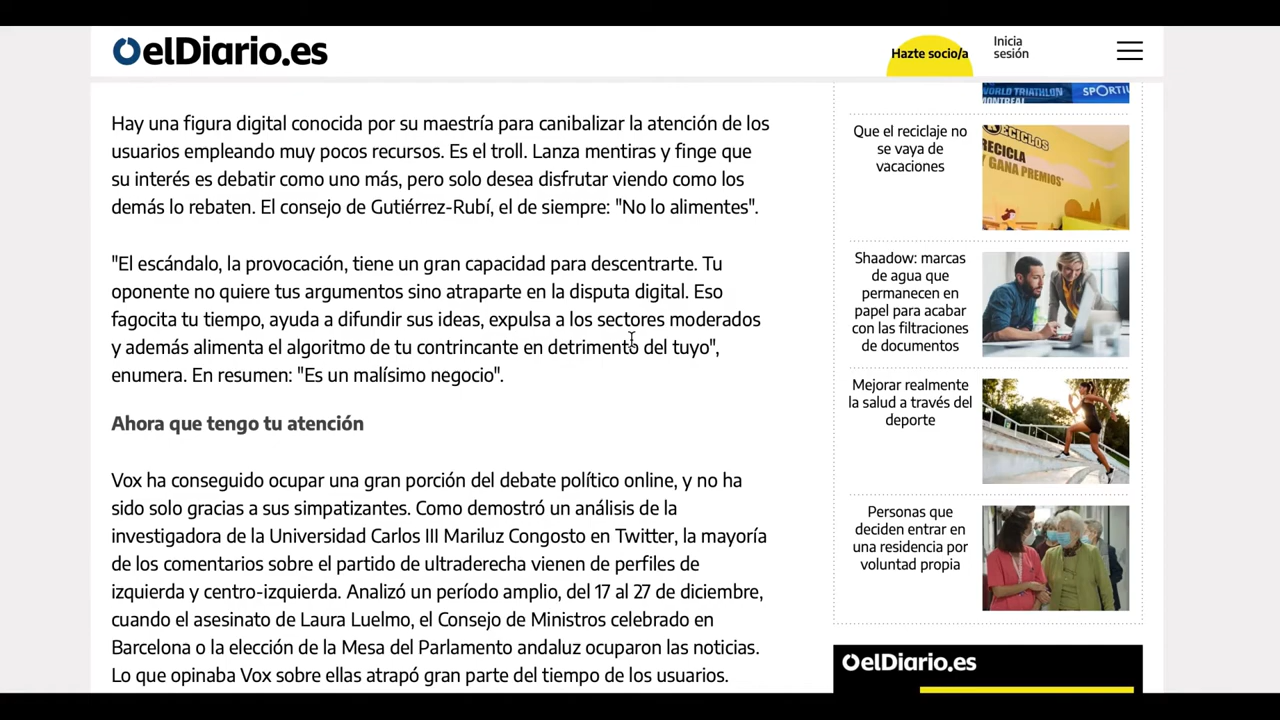 elDiario.es
Hazte socio/a
Inicia
sesión
Hay una figura digital conocida por su maestría para canibalizar la atención de los
usuarios empleando muy pocos recursos. Es el troll. Lanza mentiras y finge que
su interés es debatir como uno más, pero solo desea disfrutar viendo como los
demás lo rebaten. El consejo de Gutiérrez-Rubí, el de siempre: "No lo alimentes".
"El escándalo, la provocación, tiene un gran capacidad para descentrarte. Tu
oponente no quiere tus argumentos sino atraparte en la disputa digital. Eso
fagocita tu tiempo, ayuda a difundir sus ideas, expulsa a los sectores moderados
y además alimenta el algoritmo de tu contrincante en detrimento del tuyo",
enumera. En resumen: "Es un malísimo negocio".
Ahora que tengo tu atención
Vox ha conseguido ocupar una gran porción del debate político online, y no ha
sido solo gracias a sus simpatizantes. Como demostró un análisis de la
investigadora de la Universidad Carlos III Mariluz Congosto en Twitter, la mayoría
de los comentarios sobre el partido de ultraderecha vienen de perfiles de
izquierda y centro-izquierda. Analizó un período amplio, del 17 al 27 de diciembre,
cuando el asesinato de Laura Luelmo, el Consejo de Ministros celebrado en
Barcelona o la elección de la Mesa del Parlamento andaluz ocuparon las noticias.
Lo que opinaba Vox sobre ellas atrapó gran parte del tiempo de los usuarios.
WORLD TRIATHLON
MONTREAL
Que el reciclaje no
se vaya de
vacaciones
RECICLOS
RECICLA
Y GANA PREMIOS
Shaadow: marcas
de agua que
permanecen en
papel para acabar
con las filtraciones
de documentos
Mejorar realmente
la salud a través del
deporte
Personas que
deciden entrar en
una residencia por
voluntad propia
elDiario.es